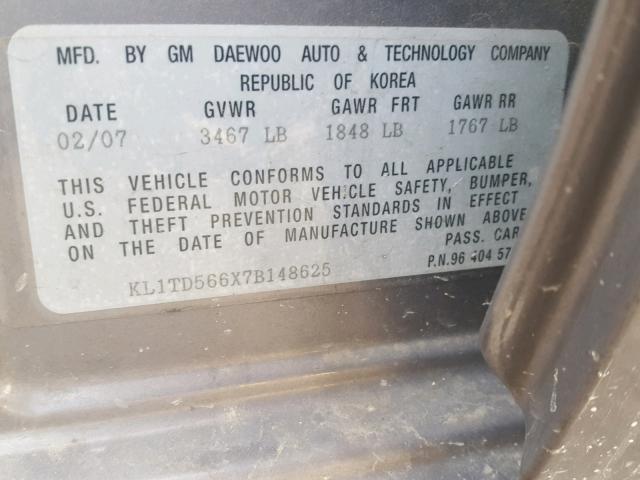 MFD. BY GM DAEWOO AUTO & TECHNOLOGY COMPANY
REPUBLIC OF KOREA
DATE GVWR GAWR FRT GAWR RR
02/07 3467 LB 1848 LB 1767 LB
THIS VEHICLE CONFORMS TO ALL APPLICABLE
U.S. FEDERAL MOTOR VEHICLE SAFETY, BUMPER,
AND THEFT PREVENTION STANDARDS IN EFFECT
ON THE DATE OF MANUFACTURE SHOWN ABOVE
PASS. CAR
P.N.96 404
KL1TD566X7B148625